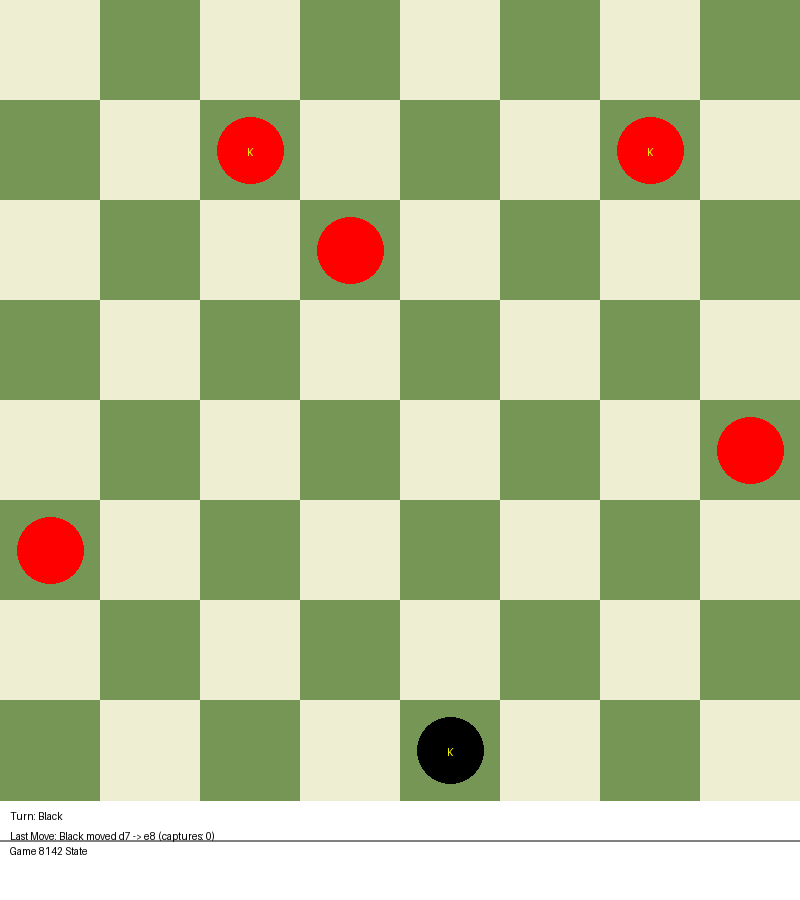 K
K
K
Turn: Black
Last Move: Black moved d7 -> e8 (captures: 0)
Game 8142 State